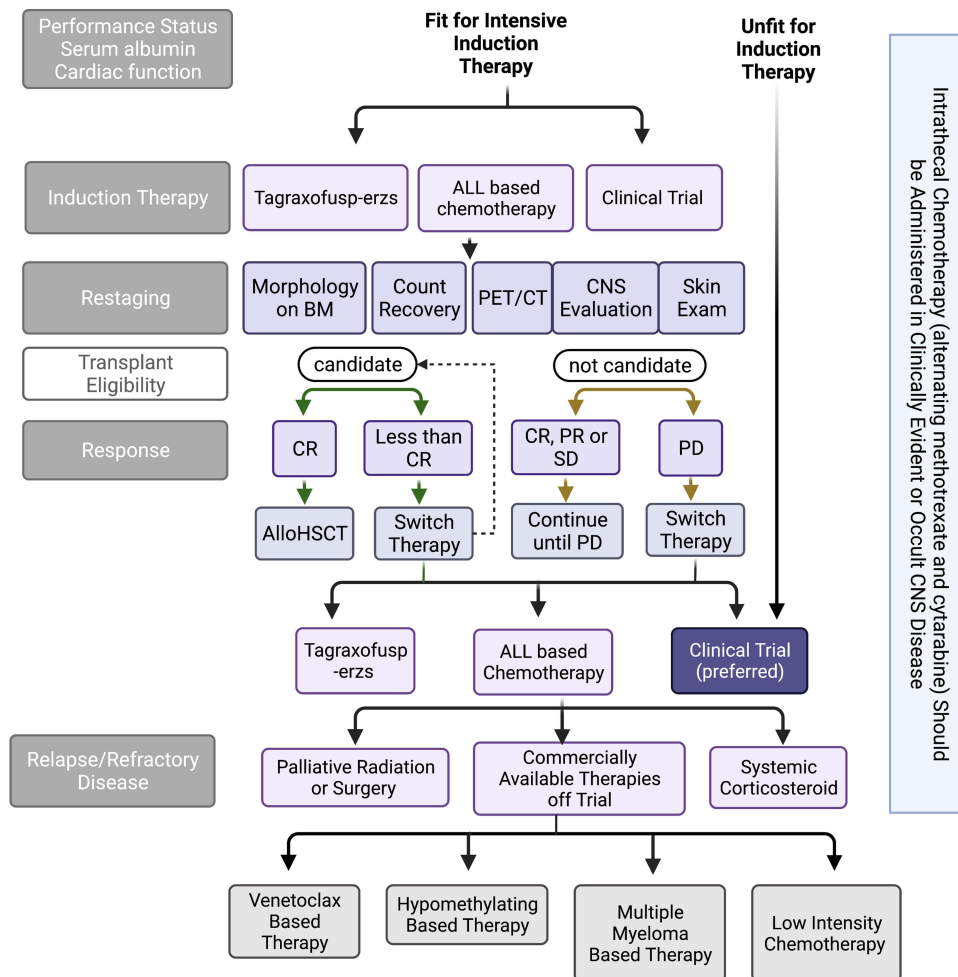 Performance Status
Serum albumin
Cardiac function
Fit for Intensive
Induction
Therapy
Unfit for
Induction
Therapy
Intrathecal Chemotherapy (alternating methotrexate and cytarabine) Should
be Administered in Clinically Evident or Occult CNS Disease
Induction Therapy
Tagraxofusp-erzs
ALL based
chemotherapy
Clinical Trial
Restaging
Morphology
on BM
Count
Recovery
PET/CT
CNS
Evaluation
Skin
Exam
Transplant
Eligibility
candidate
not candidate
Response
CR
Less than
CR
CR, PR or
SD
PD
AlloHSCT
Switch
Therapy
Continue
until PD
Switch
Therapy
Tagraxofusp
-erzs
ALL based
Chemotherapy
Clinical Trial
(preferred)
Relapse/Refractory
Disease
Palliative Radiation
or Surgery
Commercially
Available Therapies
off Trial
Systemic
Corticosteroid
Venetoclax
Based
Therapy
Hypomethylating
Based Therapy
Multiple
Myeloma
Based Therapy
Low Intensity
Chemotherapy